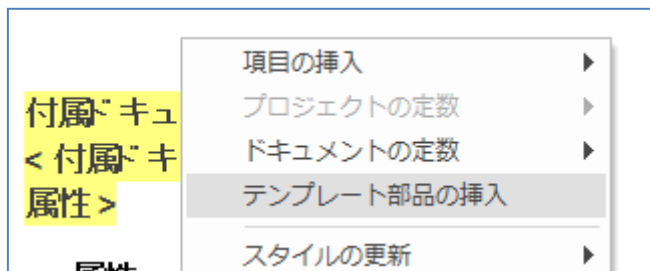 項目の挿入
付属ドキュ
プロジェクトの定数
<付属ドキ
ドキュメントの定数
属性>
テンプレート部品の挿入
スタイルの更新
属性